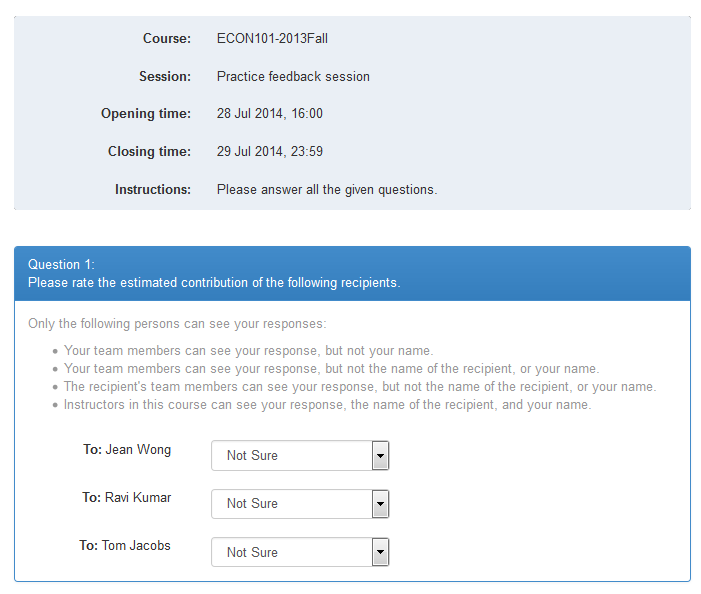 Course: ECON101-2013Fall
Session: Practice feedback session
Opening time: 28 Jul 2014, 16:00
Closing time: 29 Jul 2014, 23:59
Instructions: Please answer all the given questions.
Question 1:
Please rate the estimated contribution of the following recipients.
Only the following persons can see your responses:
Your team members can see your response, but not your name.
Your team members can see your response, but not the name of the recipient, or your name.
The recipient's team members can see your response, but not the name of the recipient, or your name.
Instructors in this course can see your response, the name of the recipient, and your name.
To: Jean Wong Not Sure
To: Ravi Kumar Not Sure
To: Tom Jacobs Not Sure